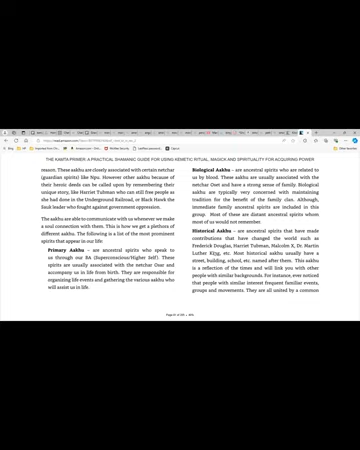 THE KAMTA PRIMER: A PRACTICAL SHAMANIC GUIDE FOR USING KEMETIC RITUAL, MAGICK AND SPIRITUALITY FOR ACQUIRING POWER
reason: These aakhu are closely associated with certain netchar
(guardian spirits) like Npu. However other aakhu because of
their heroic deeds can be called upon by remembering their
unique story, like Harriet Tubman who can still free people as
she had done in the Underground Railroad, or Black Hawk the
Sauk leader who fought against government oppression.
The aakhu are able to communicate with us whenever we make
a soul connection with them. This is how we get a plethora of
different aakhu. The following is a list of the most prominent
spirits that appear in our life:
Primary Aakhu – are ancestral spirits who speak to
us through our BA (Superconscious/Higher Self). These
spirits are usually associated with the netchar Osar and
accompany us in life from birth. They are responsible for
organizing life events and gathering the various aakhu who
will assist us in life.
Biological Aakhu – are ancestral spirits who are related to
us by blood. These aakhu are usually associated with the
netchar Oset and have a strong sense of family. Biological
aakhu are typically very concerned with maintaining
tradition for the benefit of the family clan. Although,
immediate family ancestral spirits are included in this
group. Most of these are distant ancestral spirits whom
most of us would not remember.
Historical Aakhu – are ancestral spirits that have made
contributions that have changed the world such as
Frederick Douglas, Harriet Tubman, Malcolm X, Dr. Martin
Luther King, etc. Most historical aakhu usually have a
street, building, school, etc. named after them. This aakhu
is a reflection of the times and will link you with other
people with similar backgrounds. For instance, ever noticed
that people with similar interest frequent familiar events,
groups and movements. They are all united by a common